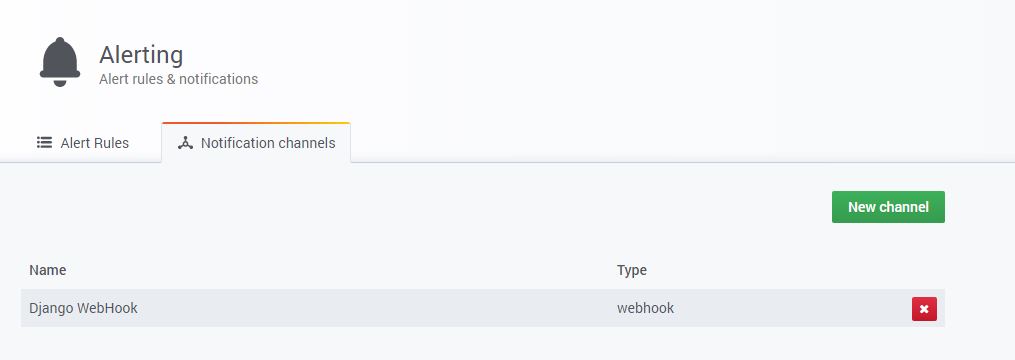 Alerting
Alert rules & notifications
Alert Rules
Notification channels
New channel
Name Type
Django WebHook webhook